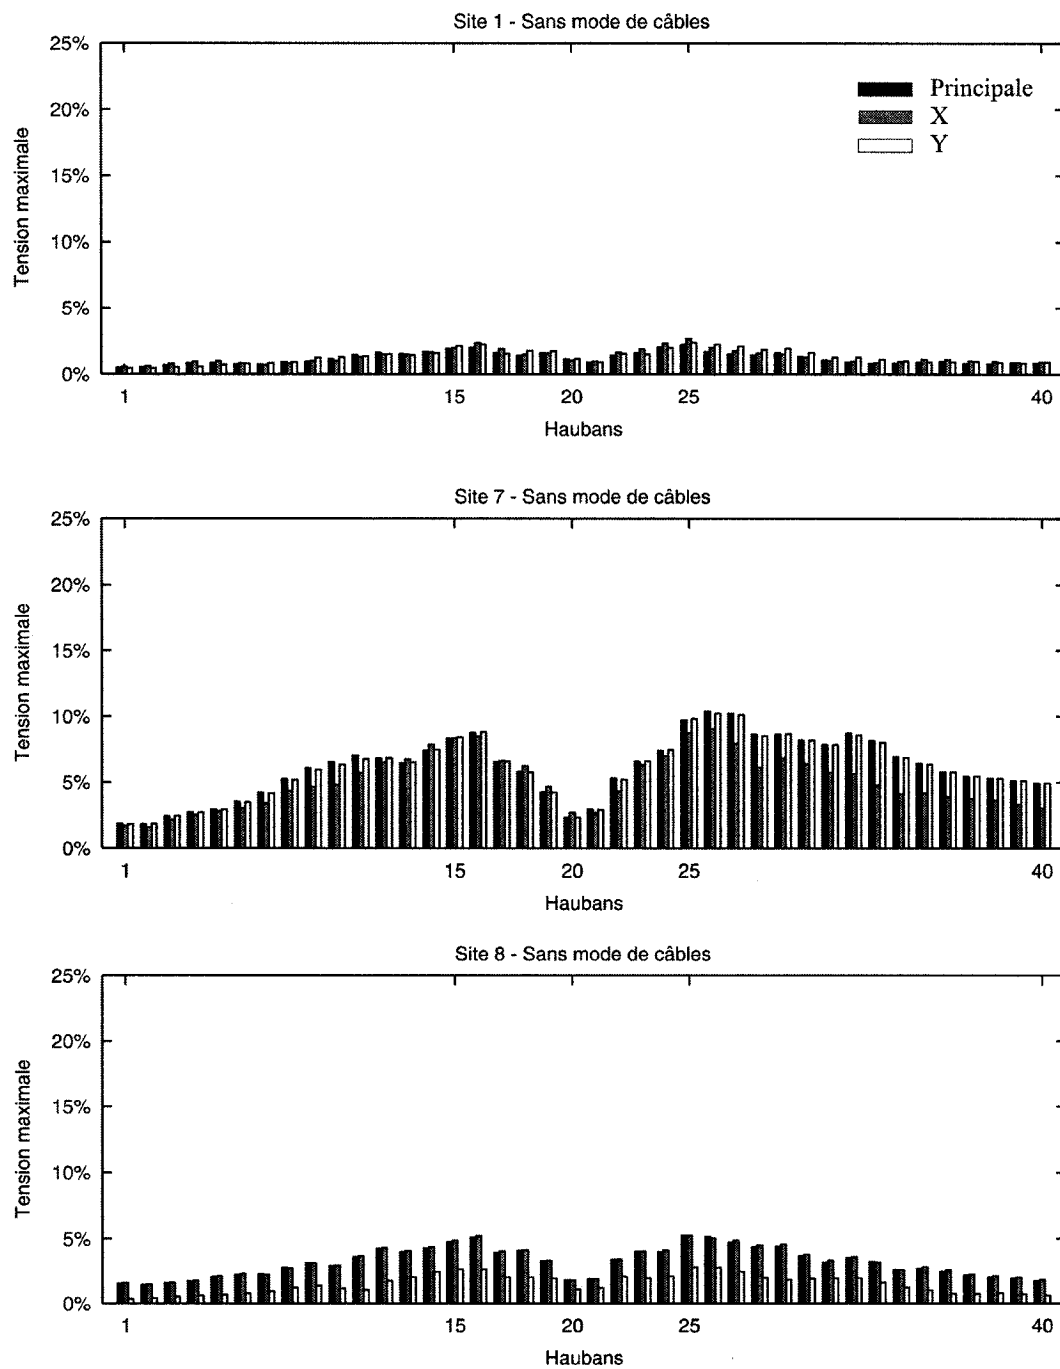 Site 1 - Sans mode de câbles
25%
20%
15%
10%
5%
0%
Tension maximale
Principale
X
Y
1 15 20 25 40
Haubans
Site 7 - Sans mode de câbles
25%
20%
15%
10%
5%
0%
Tension maximale
1 15 20 25 40
Haubans
Site 8 - Sans mode de câbles
25%
20%
15%
10%
5%
0%
Tension maximale
1 15 20 25 40
Haubans